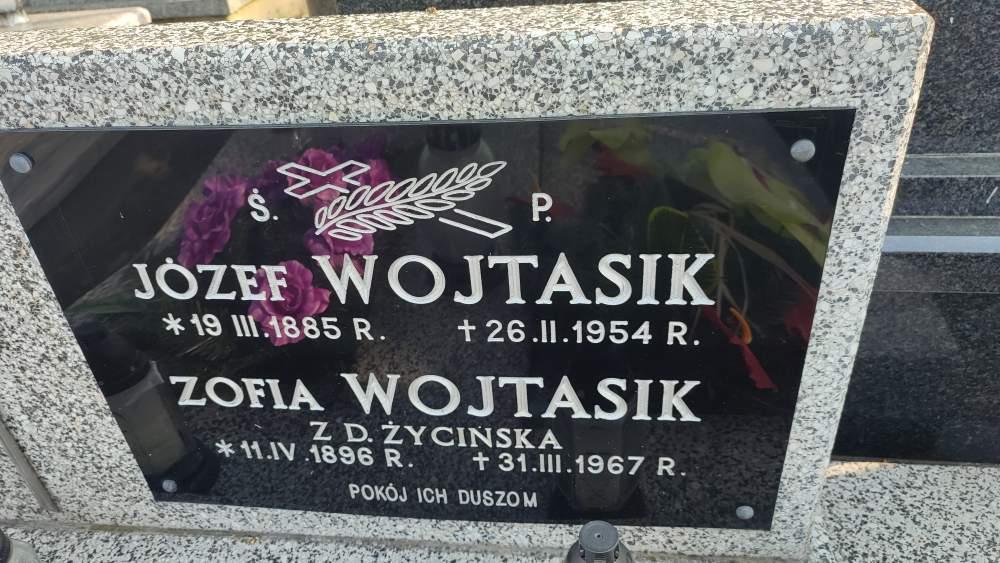 Ś. P.
JÓZEF WOJTASIK
* 19 III.1885 R. † 26.II.1954 R.
ZOFIA WOJTASIK
Z D. ŻYCIŃSKA
* 11.IV.1896 R. † 31.III.1967 R.
POKÓJ ICH DUSZOM